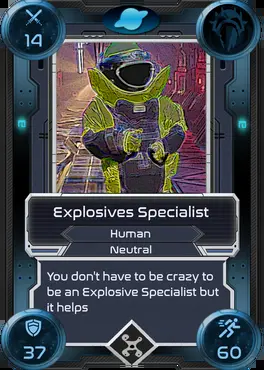 14
Explosives Specialist
Human
Neutral
You don't have to be crazy to
be an Explosive Specialist but
it helps
37
60